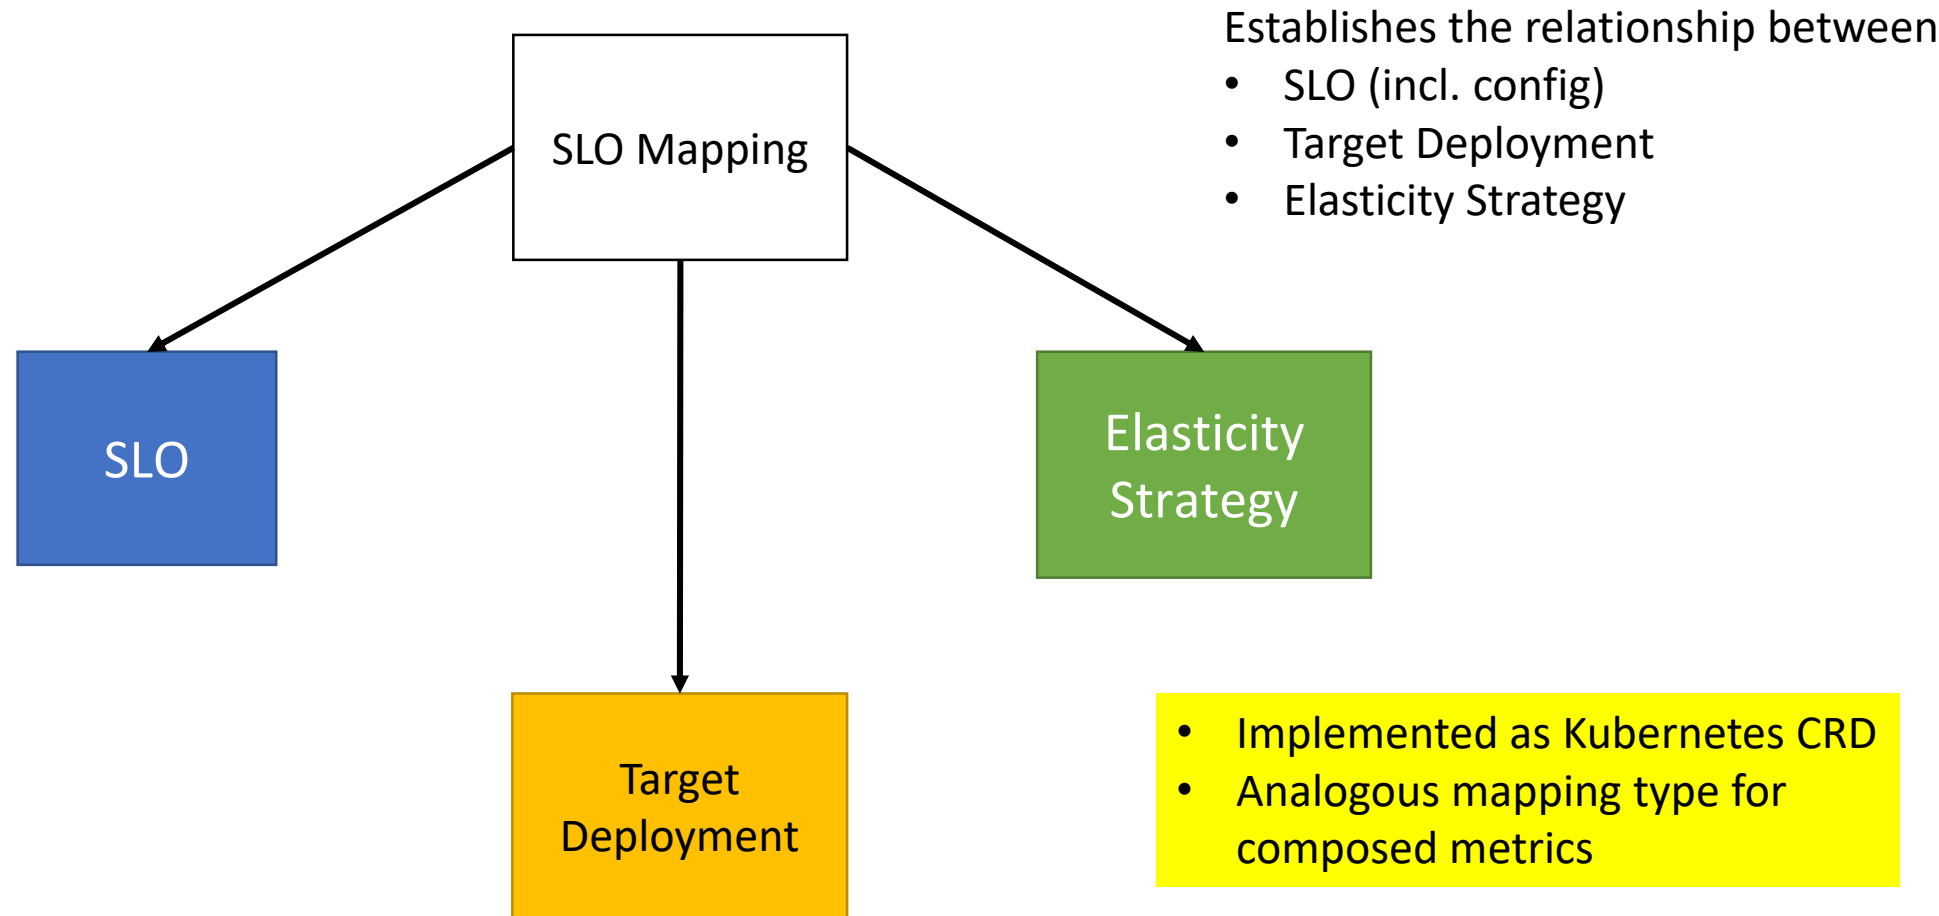 Establishes the relationship between
• SLO (incl. config)
• Target Deployment
• Elasticity Strategy
SLO Mapping
SLO
Elasticity
Strategy
Target
Deployment
• Implemented as Kubernetes CRD
• Analogous mapping type for
composed metrics